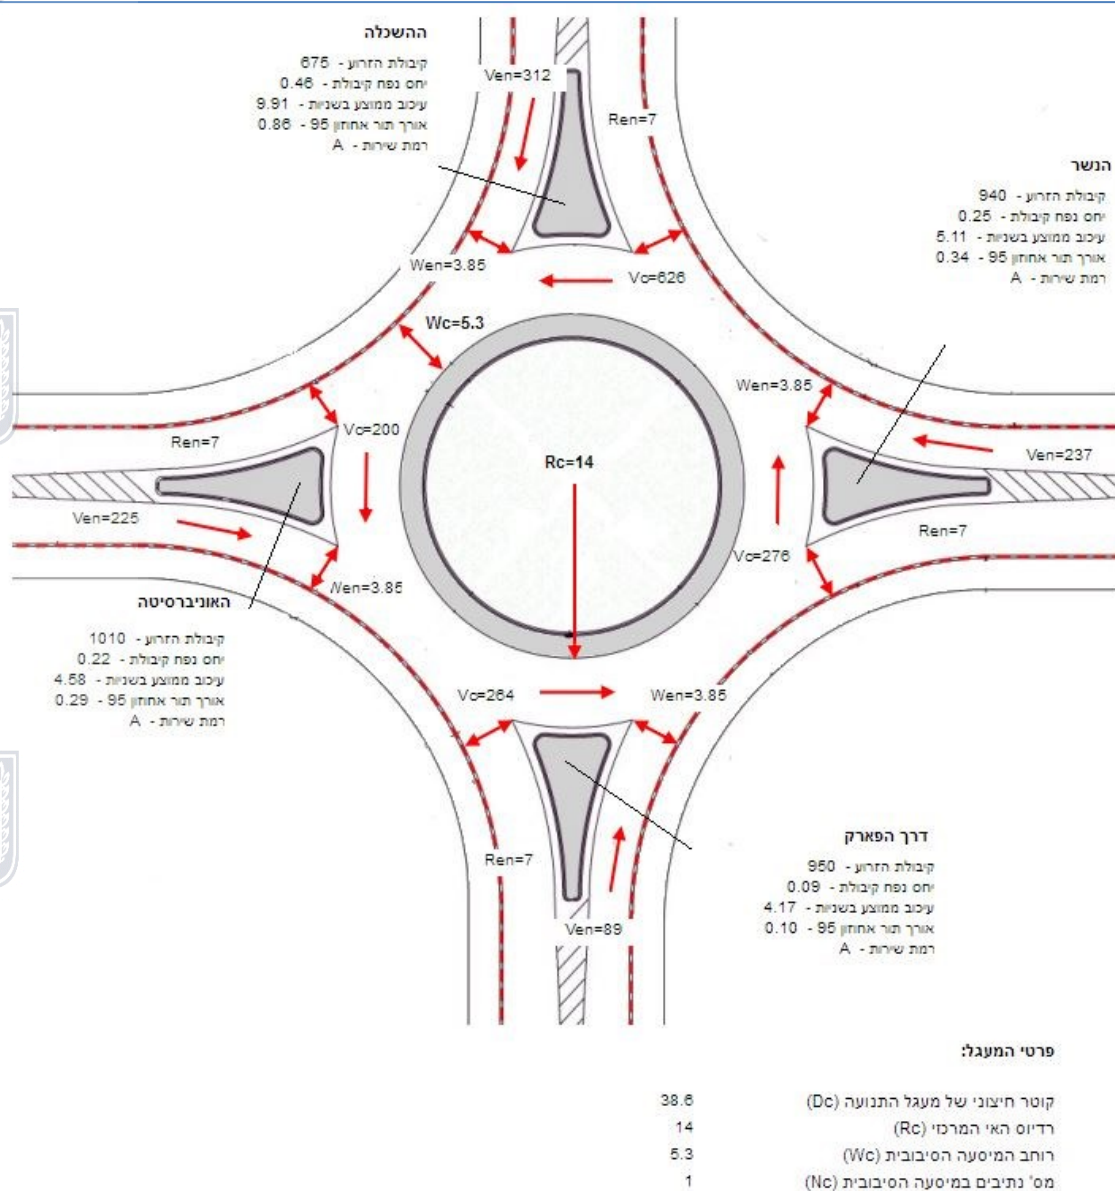 ההשכלה
קיבולת הזרוע - 675
יחס נפח קיבולת - 0.46
עיכוב ממוצע בשניות - 9.91
אורך תור אחוזון 95 - 0.86
רמת שירות - A
Ven=312
Ren=7
הנשר
קיבולת הזרוע - 940
יחס נפח קיבולת - 0.25
עיכוב ממוצע בשניות - 5.11
אורך תור אחוזון 95 - 0.34
רמת שירות - A
Wen=3.85
Vc=626
Wc=5.3
Wen=3.85
Ren=7
Vc=200
Rc=14
Ven=237
Ven=225
Ren=7
Vc=276
Wen=3.85
האוניברסיטה
קיבולת הזרוע - 1010
יחס נפח קיבולת - 0.22
עיכוב ממוצע בשניות - 4.58
אורך תור אחוזון 95 - 0.29
רמת שירות - A
Vc=264
Wen=3.85
דרך הפארק
קיבולת הזרוע - 950
יחס נפח קיבולת - 0.09
עיכוב ממוצע בשניות - 4.17
אורך תור אחוזון 95 - 0.10
רמת שירות - A
Ren=7
Ven=89
פרטי המעגל:
קוטר חיצוני של מעגל התנועה (Dc) 38.6
רדיוס האי המרכזי (Rc) 14
רוחב המיסעה הסיבובית (Wc) 5.3
מס' נתיבים במיסעה הסיבובית (Nc) 1